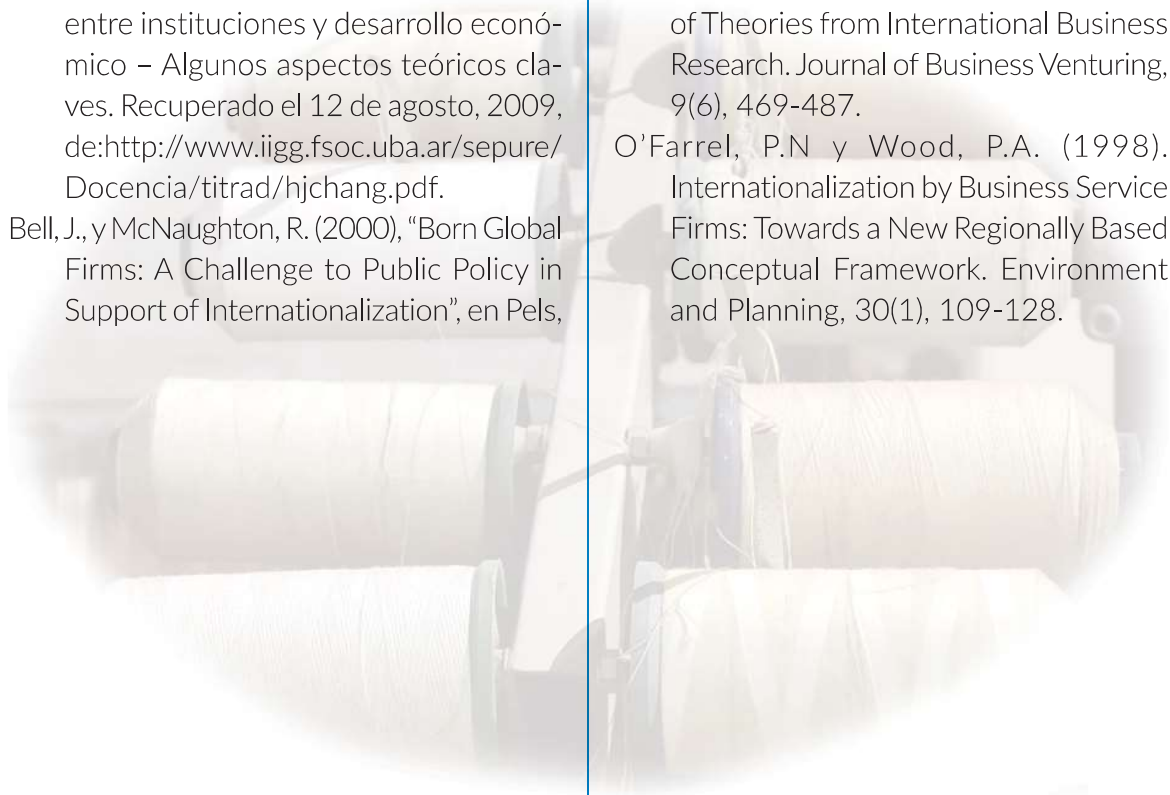 entre instituciones y desarrollo econó-
mico – Algunos aspectos teóricos cla-
ves. Recuperado el 12 de agosto, 2009,
de:http://www.iigg.fsoc.uba.ar/sepure/
Docencia/titrad/hjchang.pdf.
Bell, J., y McNaughton, R. (2000), “Born Global
Firms: A Challenge to Public Policy in
Support of Internationalization”, en Pels,
of Theories from International Business
Research. Journal of Business Venturing,
9(6), 469-487.
O’Farrel, P.N y Wood, P.A. (1998).
Internationalization by Business Service
Firms: Towards a New Regionally Based
Conceptual Framework. Environment
and Planning, 30(1), 109-128.